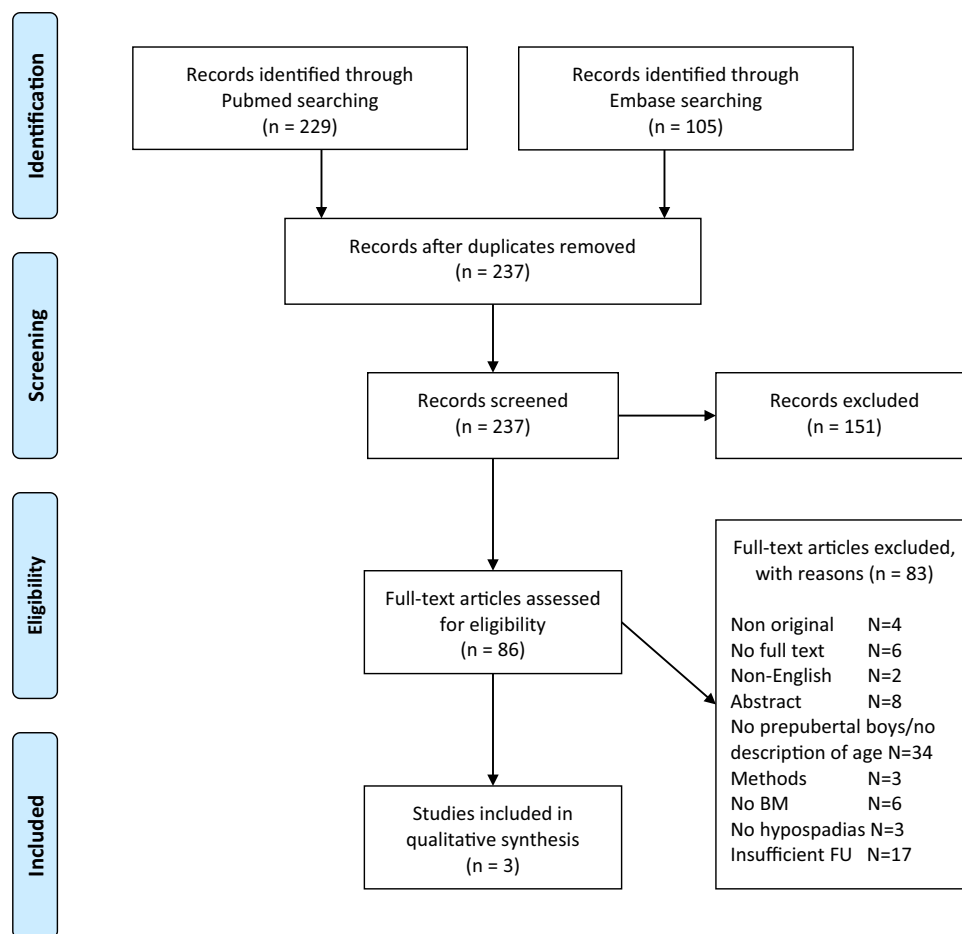 Identification
Records identified through
Pubmed searching
(n = 229)
Records identified through
Embase searching
(n = 105)
Records after duplicates removed
(n = 237)
Screening
Records screened
(n = 237)
Records excluded
(n = 151)
Eligibility
Full-text articles assessed
for eligibility
(n = 86)
Full-text articles excluded,
with reasons (n = 83)
Non original N=4
No full text N=6
Non-English N=2
Abstract N=8
No prepubertal boys/no
description of age N=34
Methods N=3
No BM N=6
No hypospadias N=3
Insufficient FU N=17
Included
Studies included in
qualitative synthesis
(n = 3)